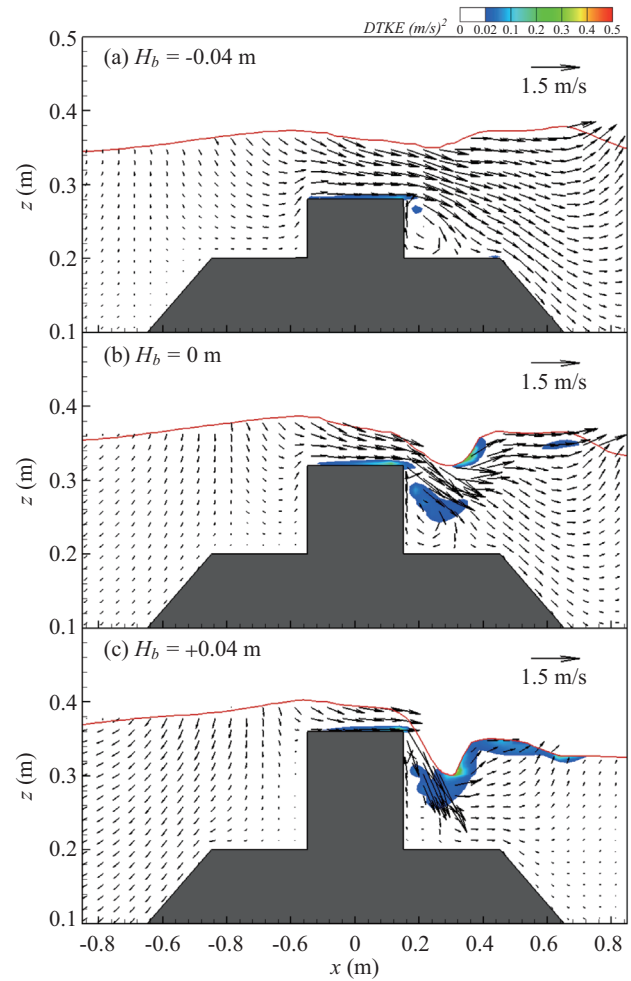 DTKE (m/s)²
0 0.02 0.1 0.2 0.3 0.5
(a) H_b = -0.04 m
1.5 m/s
0.5
0.4
0.3
0.2
0.1
z (m)
(b) H_b = 0 m
1.5 m/s
0.4
0.3
0.2
0.1
z (m)
(c) H_b = +0.04 m
1.5 m/s
0.4
0.3
0.2
0.1
z (m)
-0.8 -0.6 -0.4 -0.6 0 0.2 0.4 0.6 0.8
x (m)